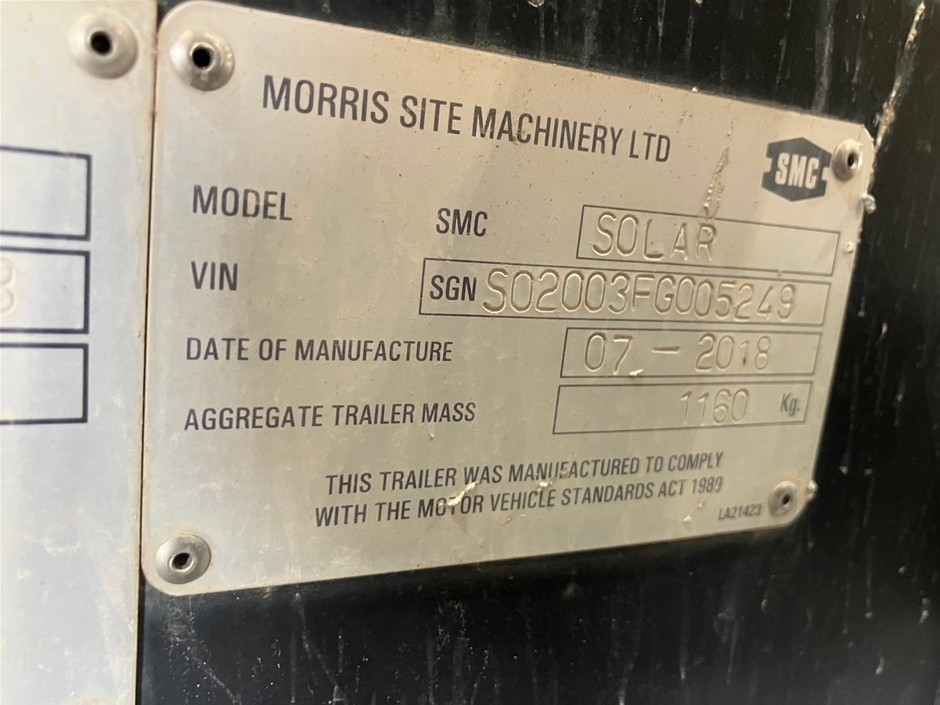 MORRIS SITE MACHINERY LTD
SMC
MODEL SMC SOLAR
VIN SGN SO2003FG005249
DATE OF MANUFACTURE 07 - 2018
AGGREGATE TRAILER MASS 1160 Kg.
THIS TRAILER WAS MANUFACTURED TO COMPLY
WITH THE MOTOR VEHICLE STANDARDS ACT 1989